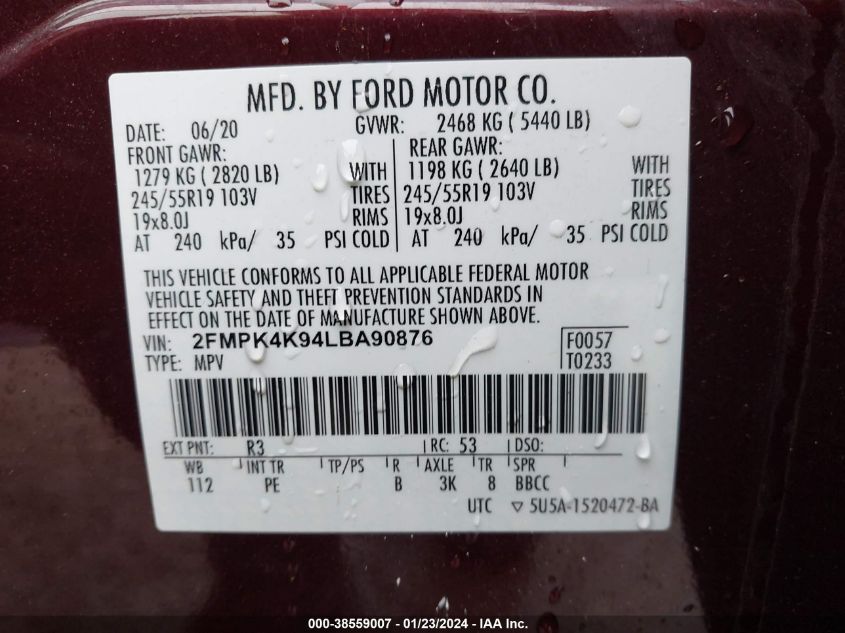 MFD. BY FORD MOTOR CO.
DATE: 06/20 GVWR: 2468 KG ( 5440 LB)
FRONT GAWR: REAR GAWR:
1279 KG ( 2820 LB) WITH 1198 KG ( 2640 LB) WITH
245/55R19 103V TIRES 245/55R19 103V TIRES
19x8.0J RIMS 19x8.0J RIMS
AT 240 kPa/ 35 PSI COLD AT 240 kPa/ 35 PSI COLD
THIS VEHICLE CONFORMS TO ALL APPLICABLE FEDERAL MOTOR
VEHICLE SAFETY AND THEFT PREVENTION STANDARDS IN
EFFECT ON THE DATE OF MANUFACTURE SHOWN ABOVE.
VIN: 2FMPK4K94LBA90876 F0057
TYPE: MPV T0233
EXT PNT: R3 RC: 53 DSO:
WB INT TR TP/PS R AXLE TR SPR
112 PE B 3K 8 BBCC
UTC ▽ 5U5A-1520472-BA
000-38559007 - 01/23/2024 - IAA Inc.